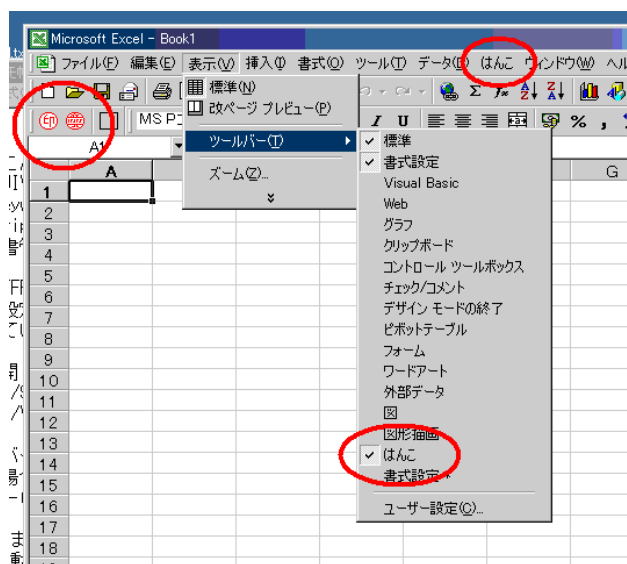 Microsoft Excel - Book1
ファイル(F) 編集(E) 表示(V) 挿入(I) 書式(O) ツール(T) データ(D) はんこ ウィンドウ(W) ヘル
標準(N)
改ページ プレビュー(P)
印
MS P
I U
% ,
ツールバー(T)
標準
A1
ズーム(Z)...
書式設定
A
G
Visual Basic
Web
グラフ
クリップボード
コントロール ツールボックス
チェック/コメント
デザイン モードの終了
ピボットテーブル
フォーム
ワードアート
外部データ
図
図形描画
はんこ
書式設定 +
ユーザー設定(C)...
1
2
3
4
5
6
7
8
9
10
11
12
13
14
15
16
17
18